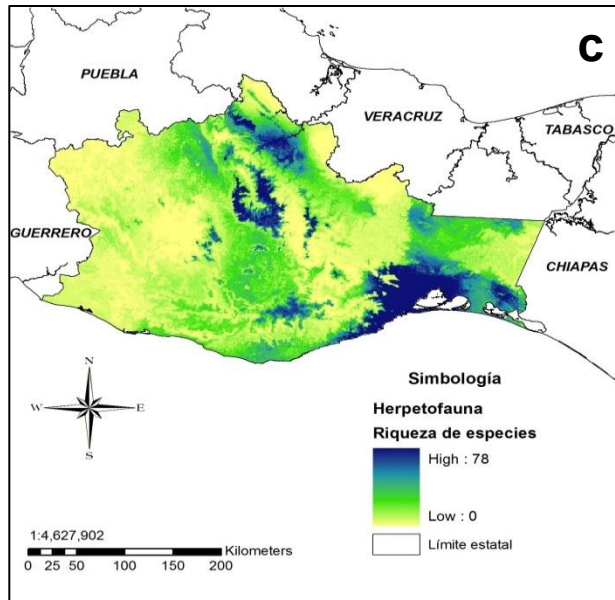 c
PUEBLA
VERACRUZ
TABASCO
GUERRERO
CHIAPAS
N
W E
S
Simbología
Herpetofauna
Riqueza de especies
High : 78
Low : 0
Límite estatal
1:4,627,902
Kilometers
0 25 50 100 150 200